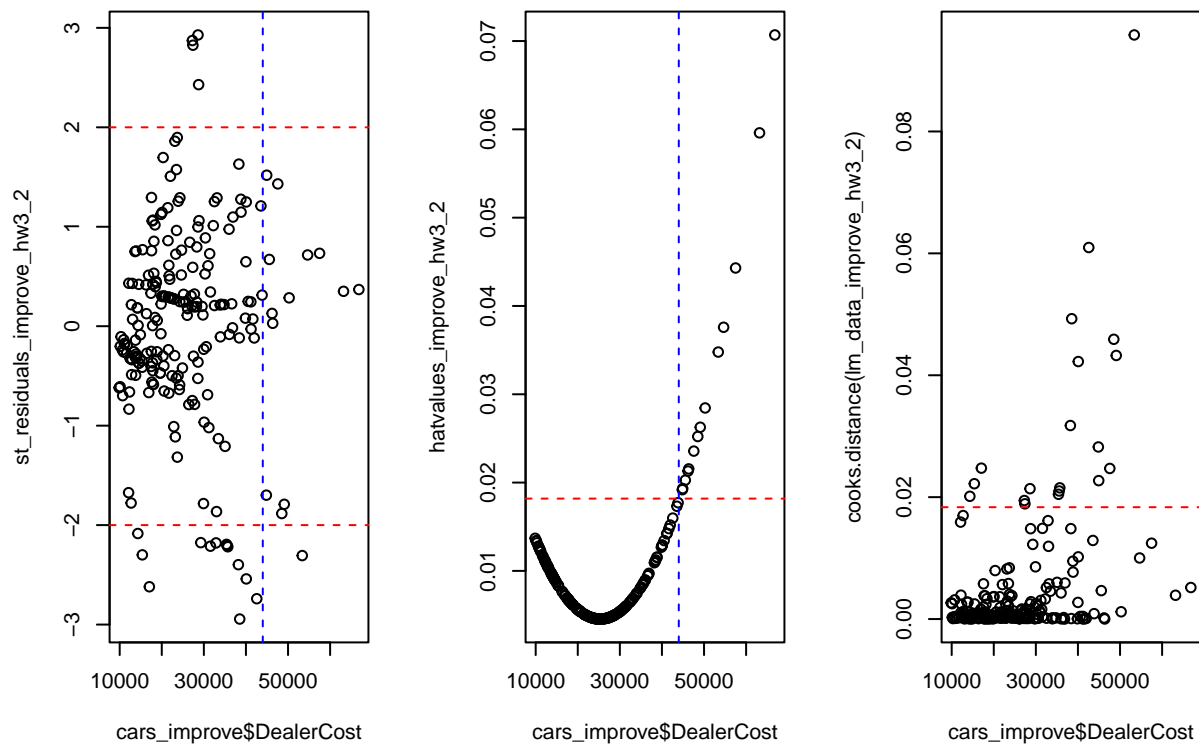 st_residuals_improve_hw3_2
3
2
1
0
−1
−2
−3
10000 30000 50000
cars_improve$DealerCost
hatvalues_improve_hw3_2
0.07
0.06
0.05
0.04
0.03
0.02
0.01
10000 30000 50000
cars_improve$DealerCost
cooks.distance(lm_data_improve_hw3_2)
0.08
0.06
0.04
0.02
0.00
10000 30000 50000
cars_improve$DealerCost